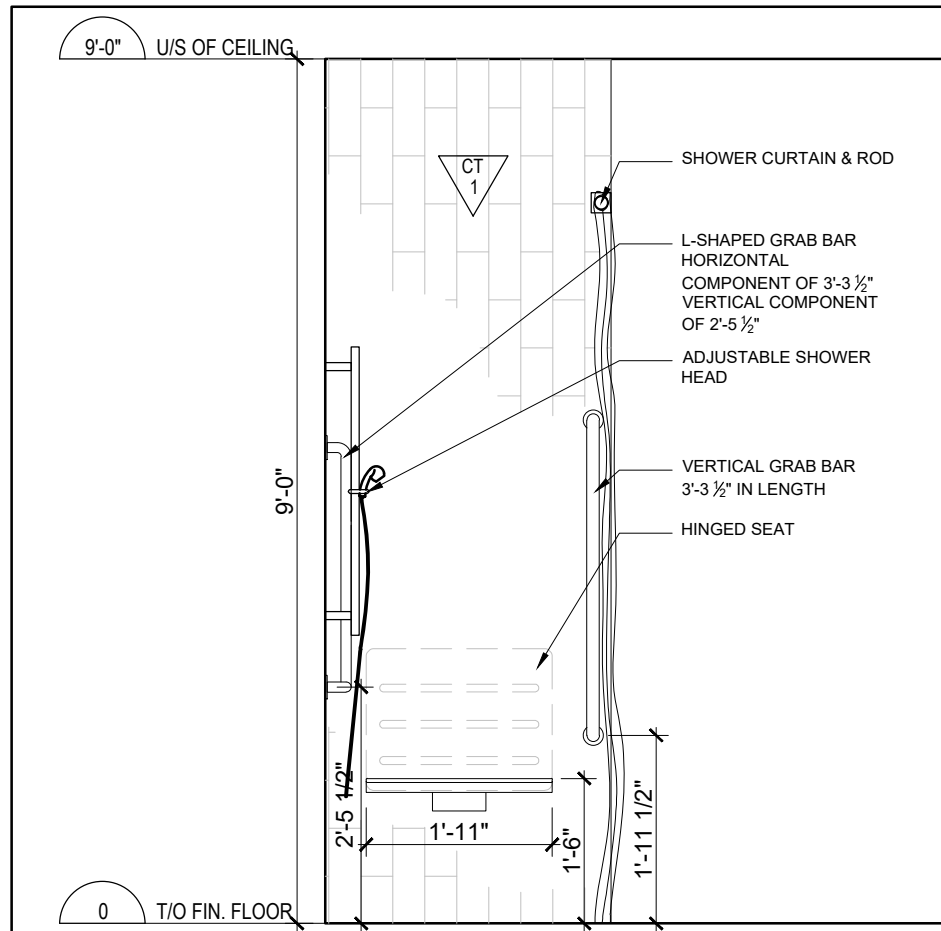 9'-0" U/S OF CEILING
CT
1
SHOWER CURTAIN & ROD
L-SHAPED GRAB BAR
HORIZONTAL
COMPONENT OF 3'-3 ½"
VERTICAL COMPONENT
OF 2'-5 ½"
ADJUSTABLE SHOWER
HEAD
VERTICAL GRAB BAR
3'-3 ½" IN LENGTH
HINGED SEAT
9'-0"
2'-5 1/2"
1'-11"
1'-6"
1'-11 1/2"
0 T/O FIN. FLOOR